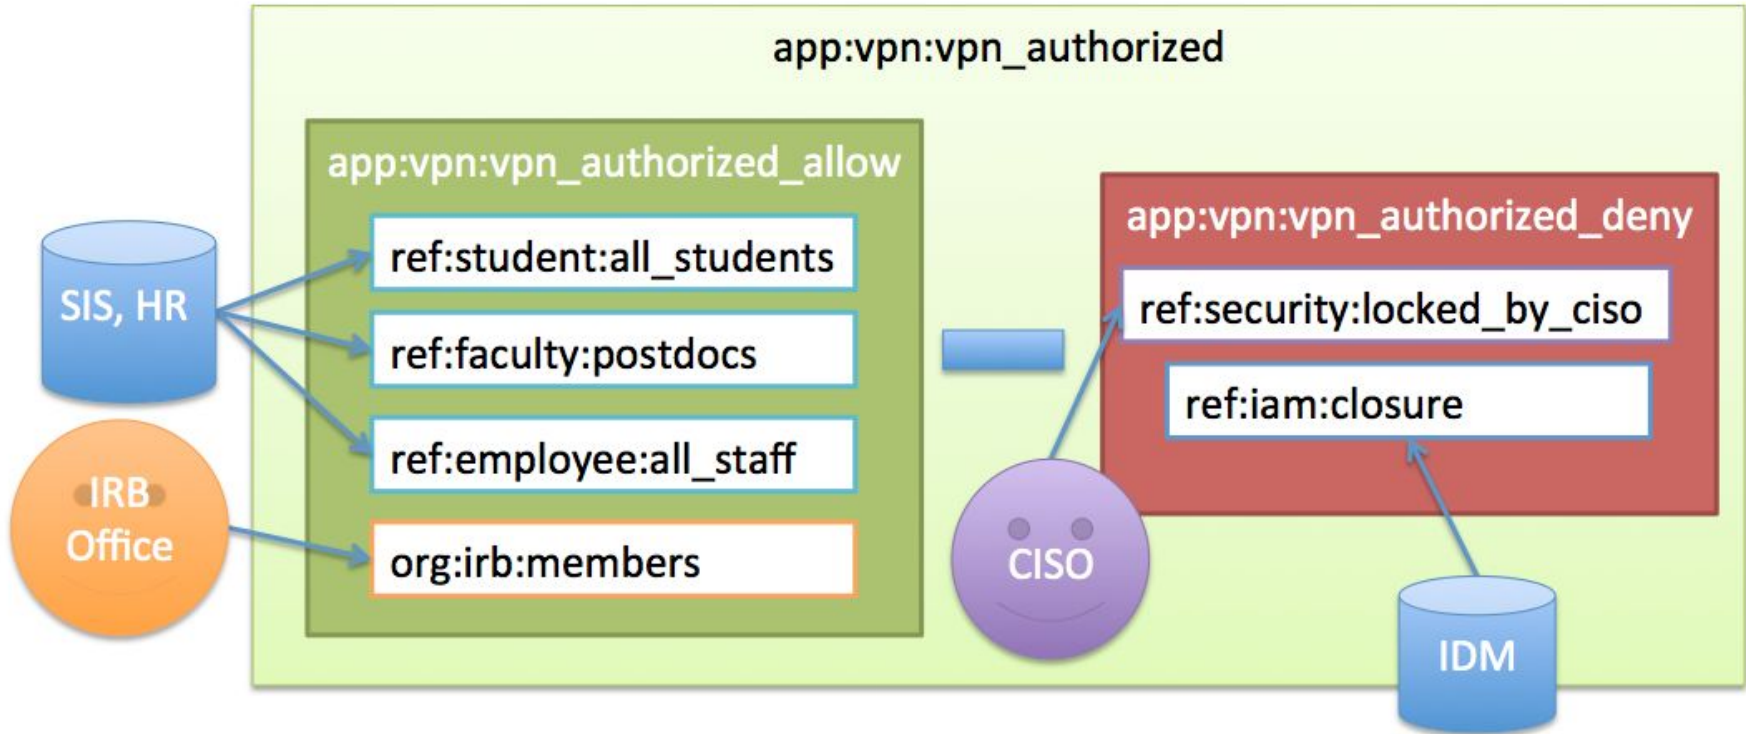 app:vpn:vpn_authorized
app:vpn:vpn_authorized_allow
ref:student:all_students
ref:faculty:postdocs
ref:employee:all_staff
org:irb:members
SIS, HR
IRB
Office
app:vpn:vpn_authorized_deny
ref:security:locked_by_ciso
ref:iam:closure
CISO
IDM